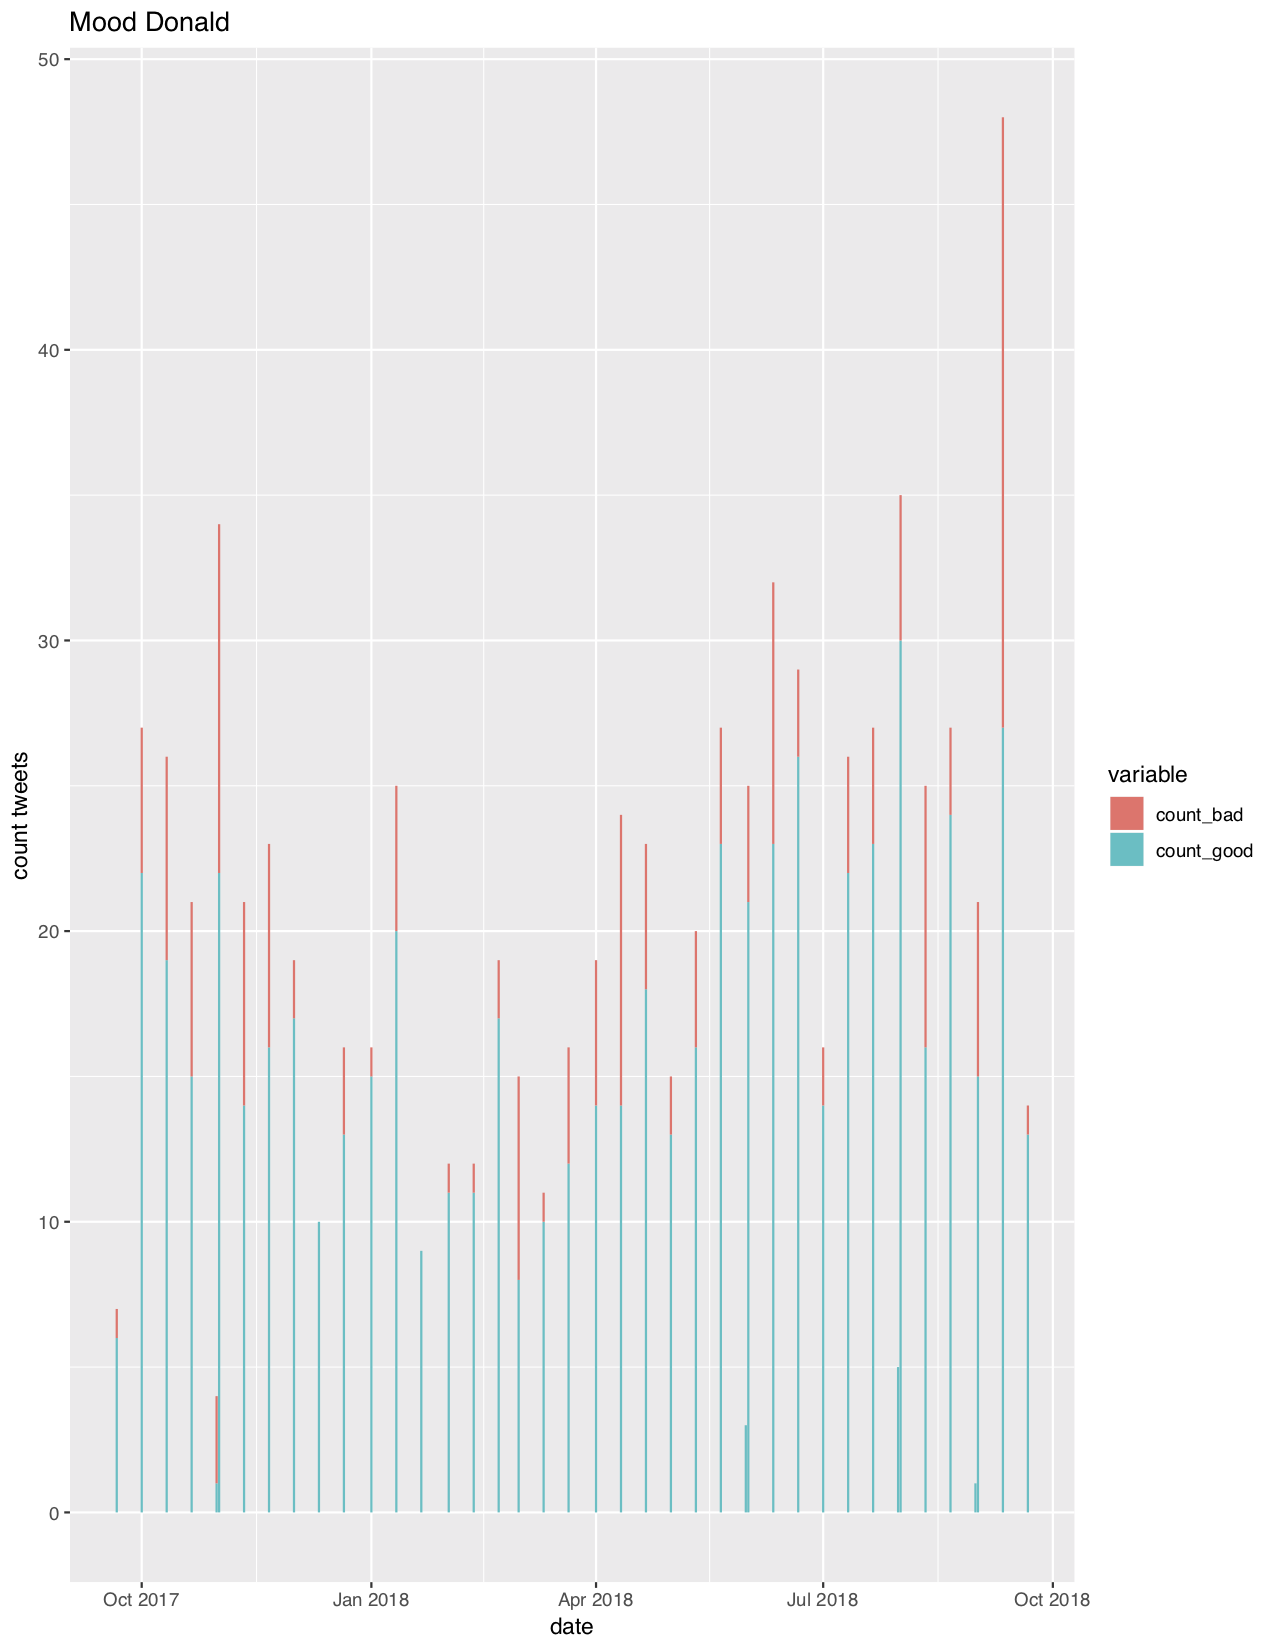 Mood Donald
50
40
30
20
10
0
count tweets
Oct 2017
Jan 2018
Apr 2018
Jul 2018
Oct 2018
date
variable
count_bad
count_good